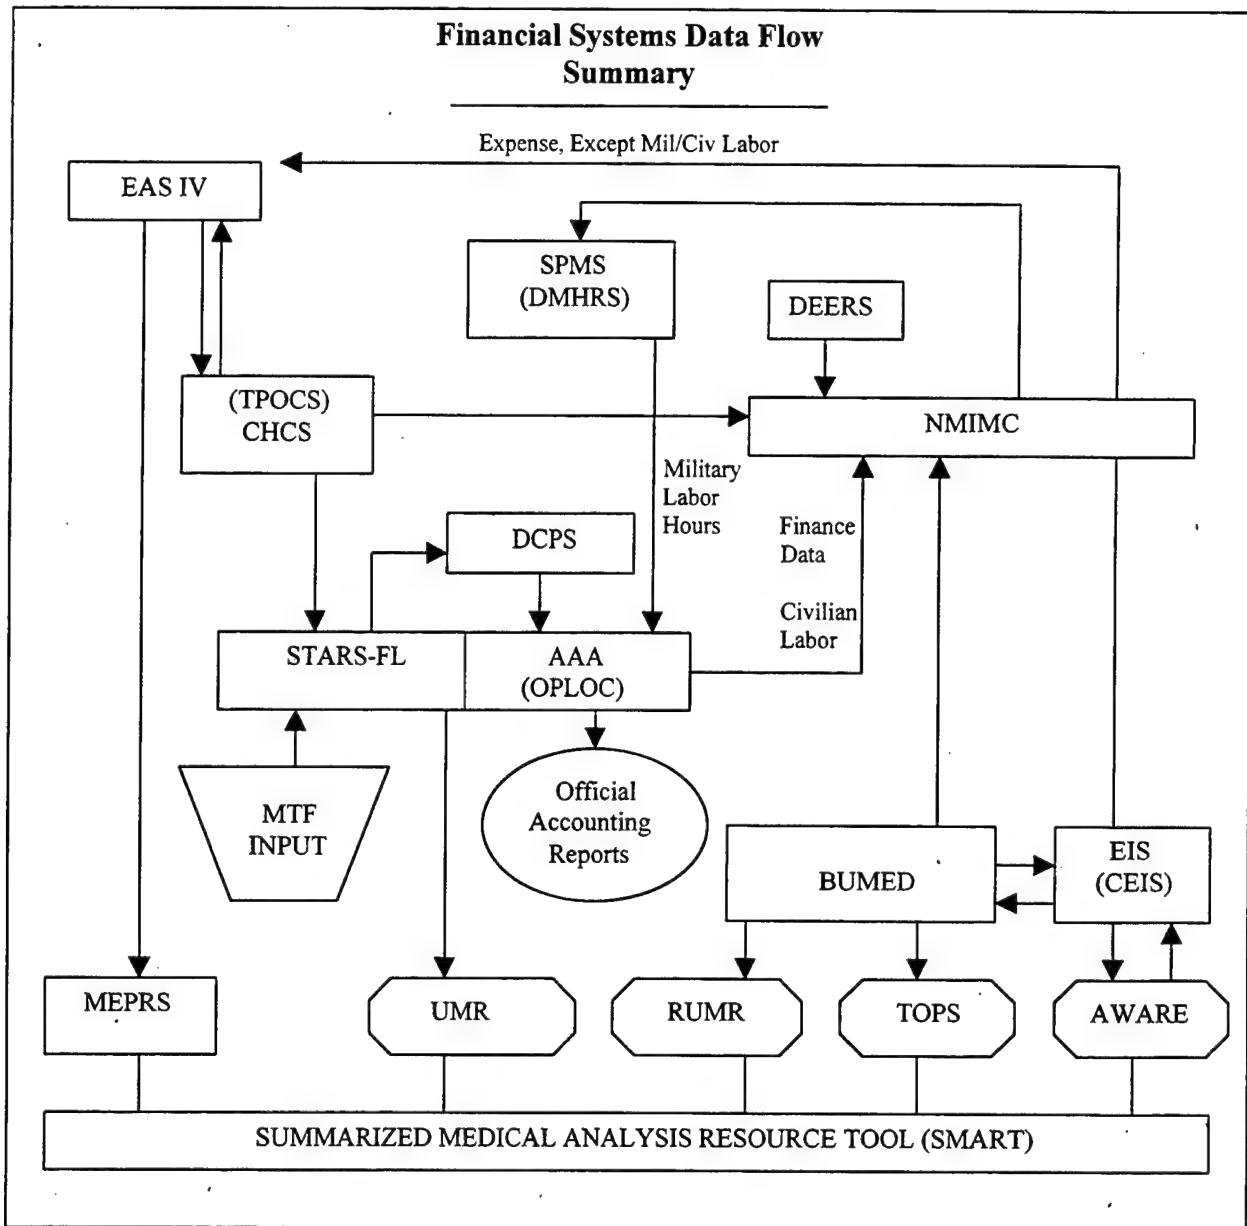 Financial Systems Data Flow
Summary
Expense, Except Mil/Civ Labor
EAS IV
SPMS
(DMHRS)
DEERS
(TPOCS)
CHCS
NMIMC
Military
Labor
Hours
Finance
Data
DCPS
Civilian
Labor
STARS-FL
AAA
(OPLOC)
MTF
INPUT
Official
Accounting
Reports
BUMED
EIS
(CEIS)
MEPRS
UMR
RUMR
TOPS
AWARE
SUMMARIZED MEDICAL ANALYSIS RESOURCE TOOL (SMART)